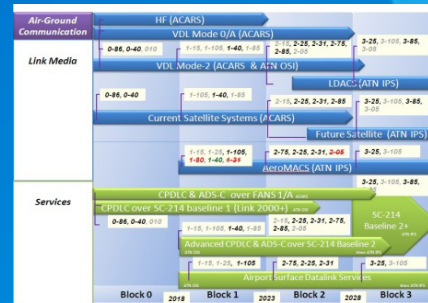 Air-Ground
Communication
HF (ACARS)
VDL Mode 0/A (ACARS)
0-86, 0-40, 010
1-15, 1-105, 1-40, 1-85
2-15, 2-25, 2-31, 2-75,
2-85, 2-05
3-25, 3-105, 3-85,
3-05
Link Media
VDL Mode-2 (ACARS & ATN OSI)
LDACS (ATN IPS)
0-86, 0-40
1-105, 1-40, 1-85
2-15, 2-25, 2-31, 2-85
3-25, 3-105, 3-85,
3-05
Current Satellite Systems (ACARS)
Future Satellite (ATN IPS)
1-15, 1-25, 1-105,
1-80, 1-40, 1-31
2-75, 2-25, 2-31, 2-05
3-25, 3-105
AeroMACS (ATN IPS)
3-25, 3-105, 3-85,
3-05
Services
CPDLC & ADS-C over FANS 1/A
CPDLC over SC-214 baseline 1 (Link 2000+)
SC-214
Baseline 2+
0-86, 0-40, 010
1-15, 1-105, 1-40, 1-85
2-15, 2-25, 2-31, 2-75,
2-85, 2-05
Advanced CPDLC & ADS-C over SC-214 Baseline 2
1-15, 1-25, 1-105
2-75, 2-25, 2-31
3-25, 3-105
Airport Surface Datalink Services
Block 0
2018
Block 1
2023
Block 2
2028
Block 3